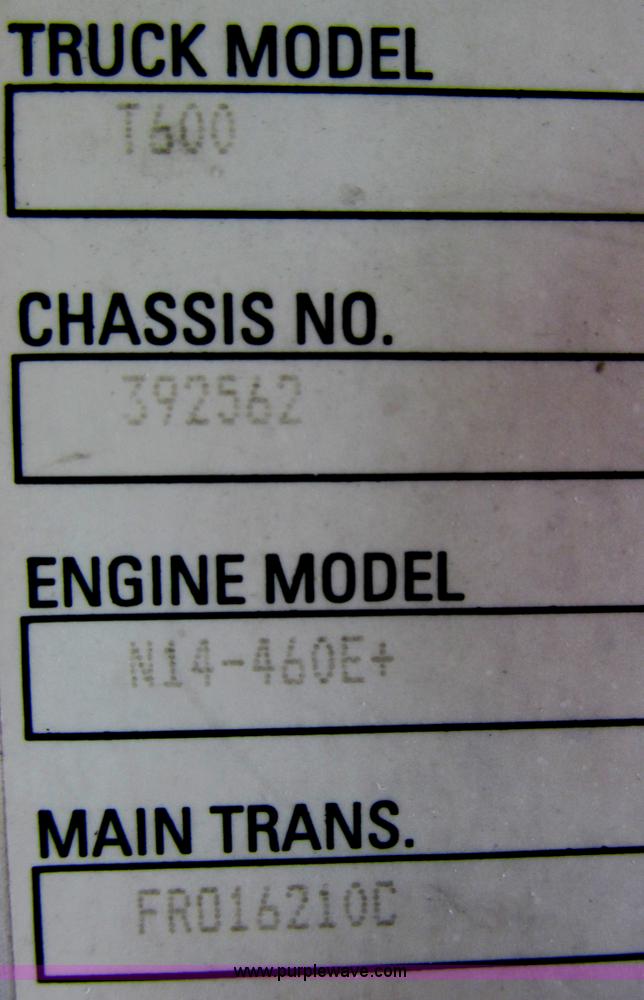 TRUCK MODEL
T600
CHASSIS NO.
392562
ENGINE MODEL
N14-460E+
MAIN TRANS.
FRO16210C
www.purplewave.com